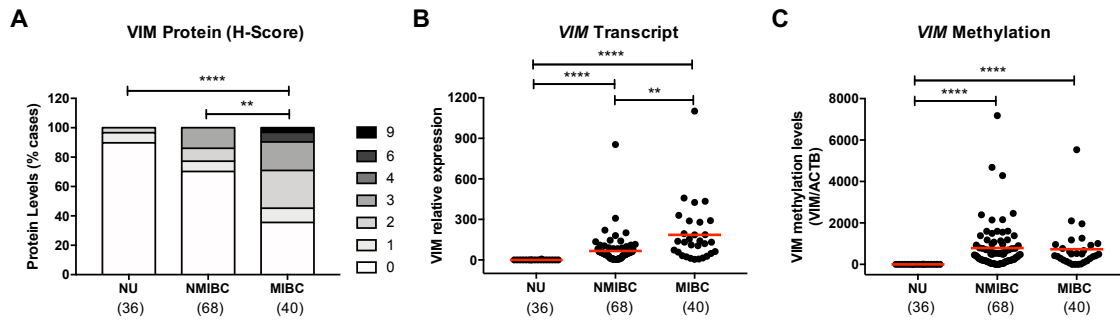 A
VIM Protein (H-Score)
****
**
Protein Levels (% cases)
120
100
80
60
40
20
0
NU
(36)
NMIBC
(68)
MIBC
(40)
9
6
4
3
2
1
0
B
VIM Transcript
****
****
**
VIM relative expression
1200
900
600
300
0
NU
(36)
NMIBC
(68)
MIBC
(40)
C
VIM Methylation
****
****
VIM methylation levels
(VIM/ACTB)
8000
6000
4000
2000
0
NU
(36)
NMIBC
(68)
MIBC
(40)